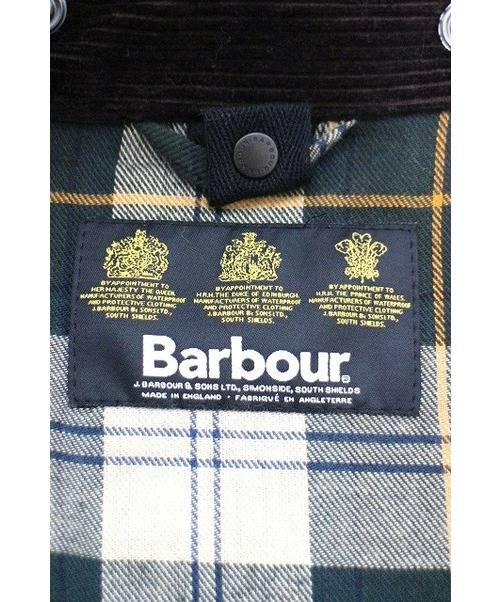 BARBOUR
BY APPOINTMENT TO
HER MAJESTY THE QUEEN
MANUFACTURERS OF WATERPROOF
AND PROTECTIVE CLOTHING
J.BARBOUR & SONS LTD.,
SOUTH SHIELDS.
BY APPOINTMENT TO
H.R.H. THE DUKE OF EDINBURGH
MANUFACTURERS OF WATERPROOF
AND PROTECTIVE CLOTHING
J.BARBOUR & SONS LTD.,
SOUTH SHIELDS.
BY APPOINTMENT TO
H.R.H. THE PRINCE OF WALES.
MANUFACTURERS OF WATERPROOF
AND PROTECTIVE CLOTHING
J.BARBOUR & SONS LTD.,
SOUTH SHIELDS.
Barbour®
J. BARBOUR & SONS LTD., SIMONSIDE, SOUTH SHIELDS
MADE IN ENGLAND • FABRIQUÉ EN ANGLETERRE